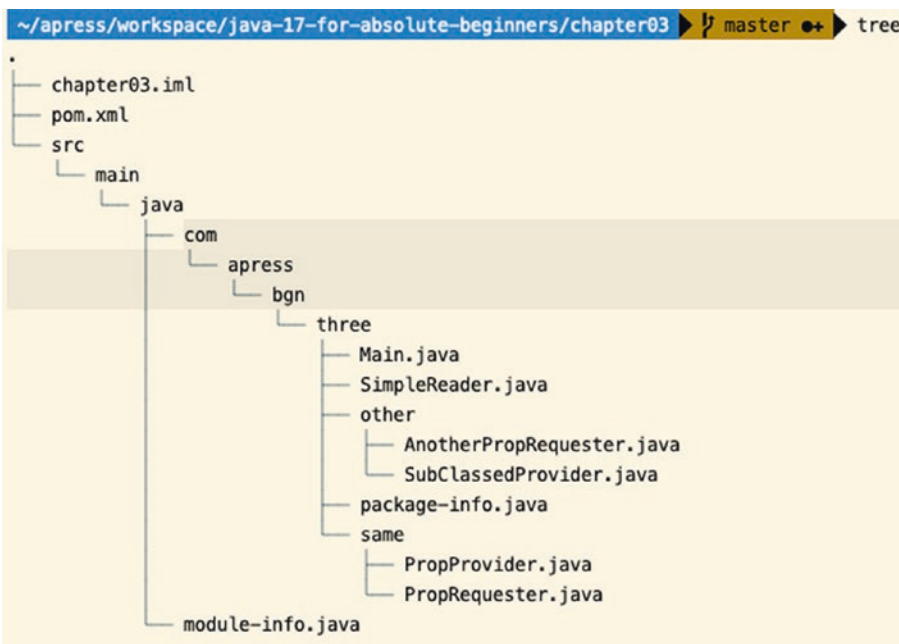 ~/apress/workspace/java-17-for-absolute-beginners/chapter03 master ●+ tree
.
├── chapter03.iml
├── pom.xml
└── src
    └── main
        └── java
            ├── com
            │   └── apress
            │       └── bgn
            │           └── three
            │               ├── Main.java
            │               ├── SimpleReader.java
            │               ├── other
            │               │   ├── AnotherPropRequester.java
            │               │   └── SubClassedProvider.java
            │               ├── package-info.java
            │               └── same
            │                   ├── PropProvider.java
            │                   └── PropRequester.java
            └── module-info.java